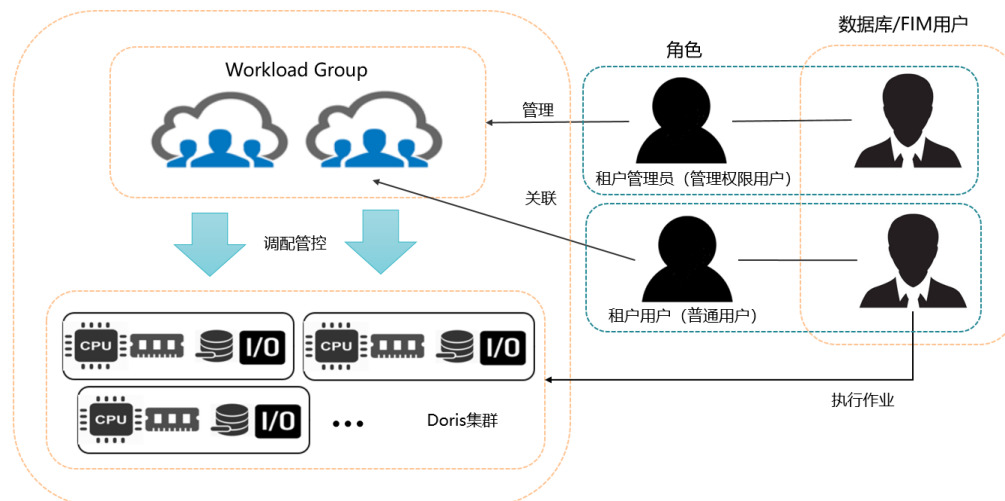 数据库/FIM用户
角色
Workload Group
管理
租户管理员（管理权限用户）
关联
调配管控
租户用户（普通用户）
CPU
I/O
CPU
I/O
执行作业
CPU
I/O
•••
Doris集群